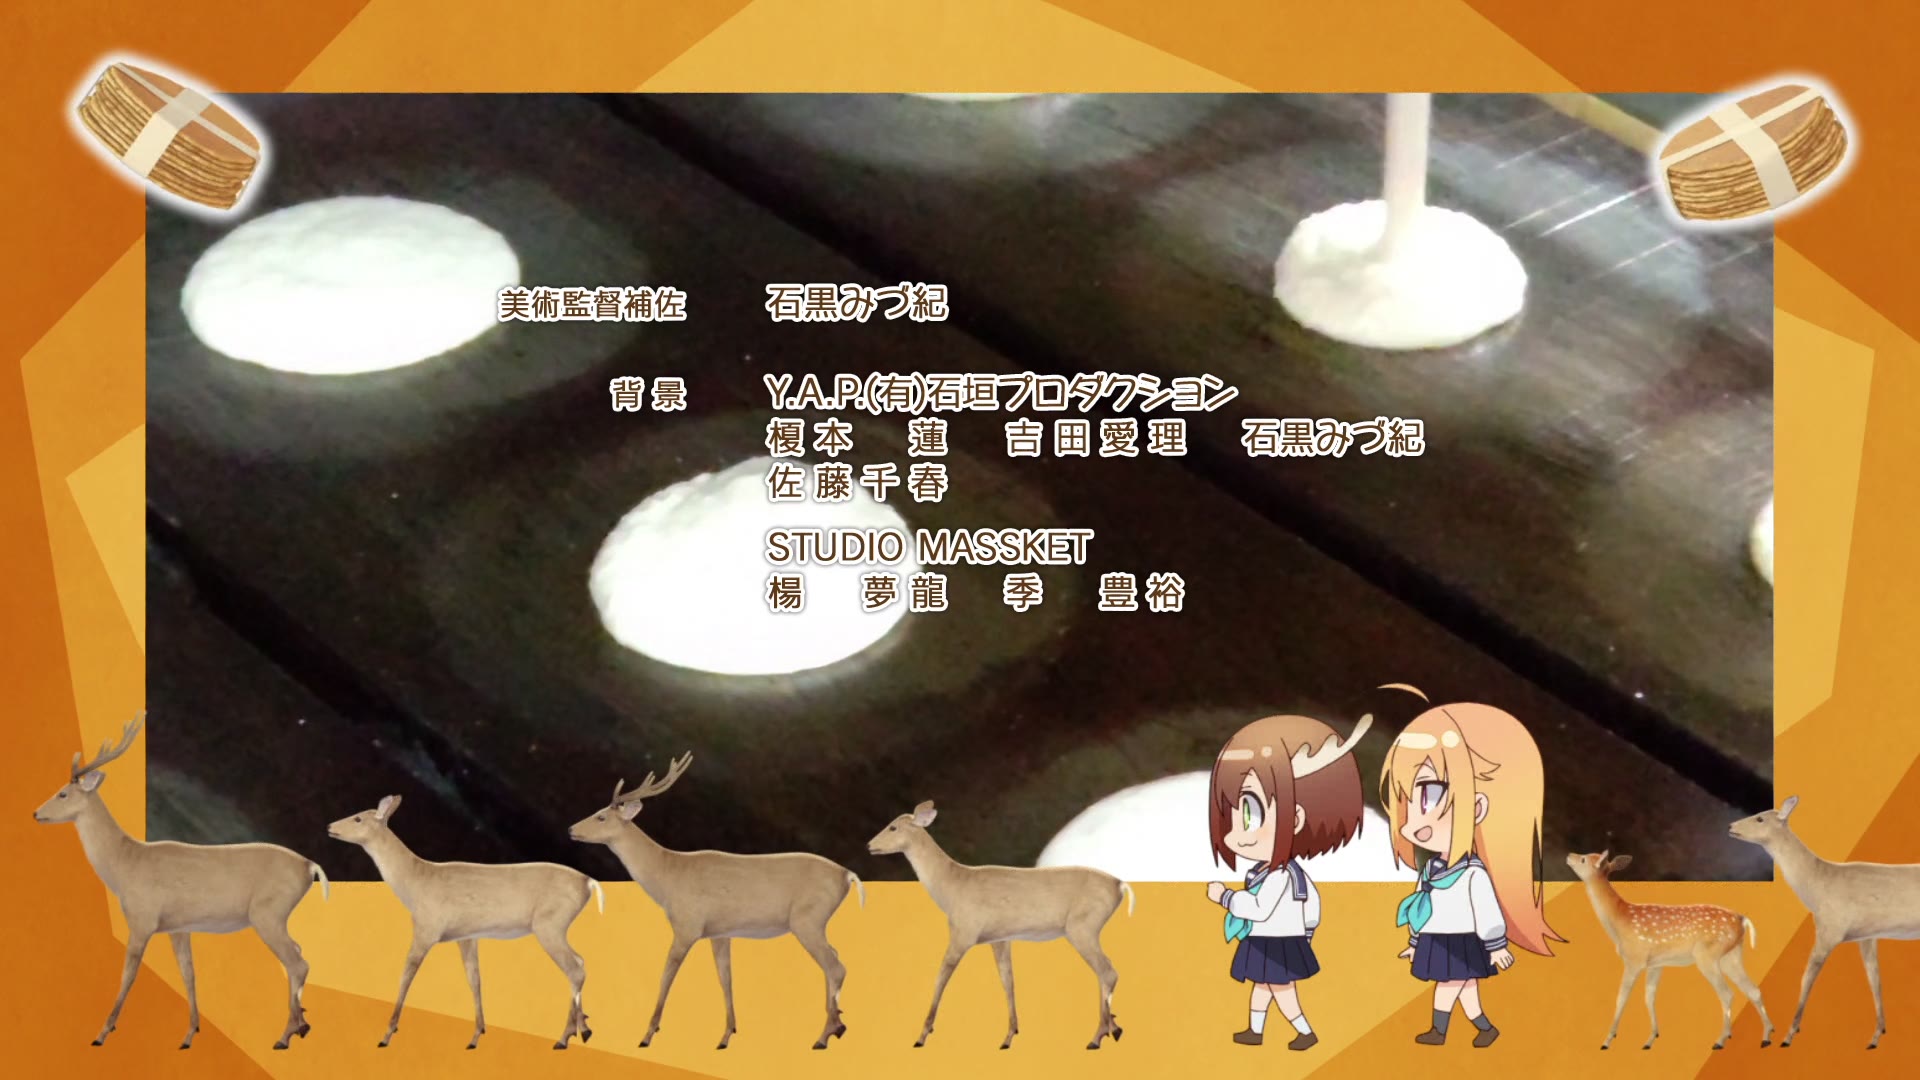 美術監督補佐 石黒みづ紀
背景 Y.A.P.(有)石垣プロダクション
榎本 蓮 吉田愛理 石黒みづ紀
佐藤千春
STUDIO MASSKET
楊 夢龍 季 豊裕